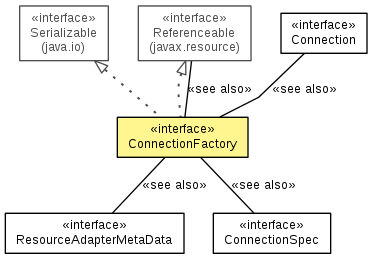 «interface»
Serializable
(java.io)
«interface»
Referenceable
(javax.resource)
«interface»
Connection
«see also»
«see also»
«interface»
ConnectionFactory
«see also»
«see also»
«interface»
ResourceAdapterMetaData
«interface»
ConnectionSpec